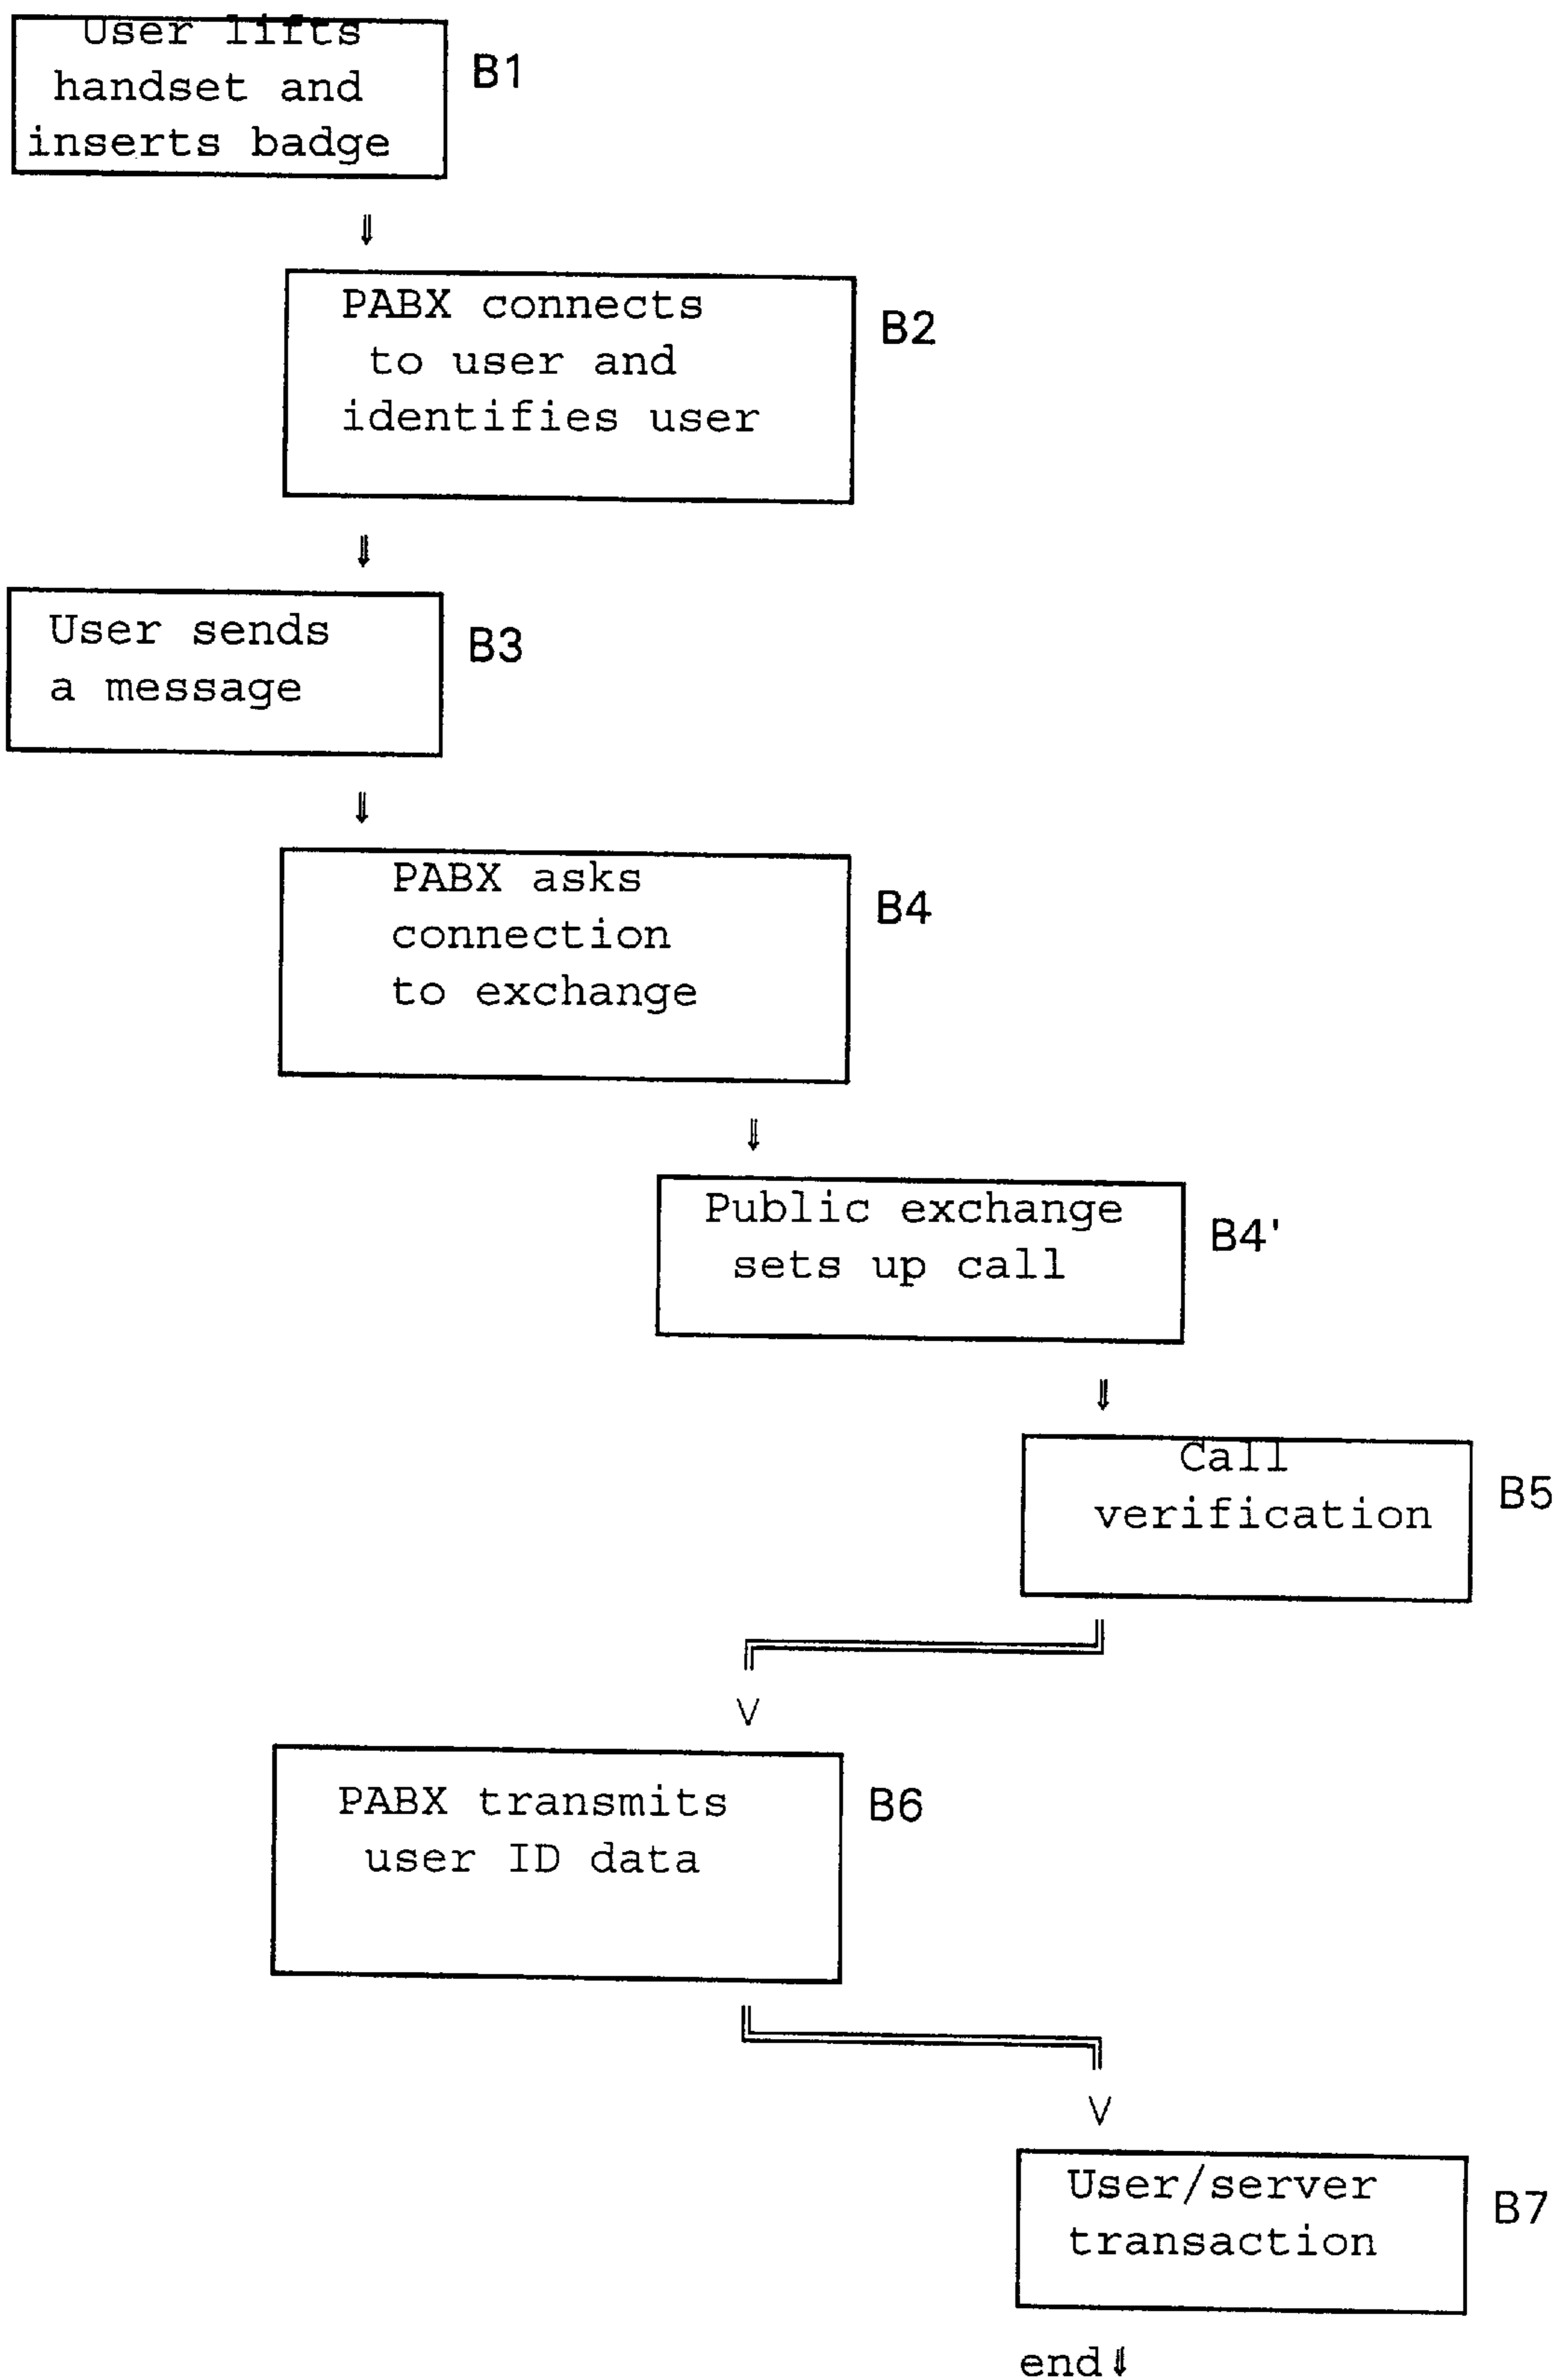 User lifts
handset and
inserts badge
B1
PABX connects
to user and
identifies user
B2
User sends
a message
B3
PABX asks
connection
to exchange
B4
Public exchange
sets up call
B4'
Call
verification
B5
PABX transmits
user ID data
B6
User/server
transaction
B7
end